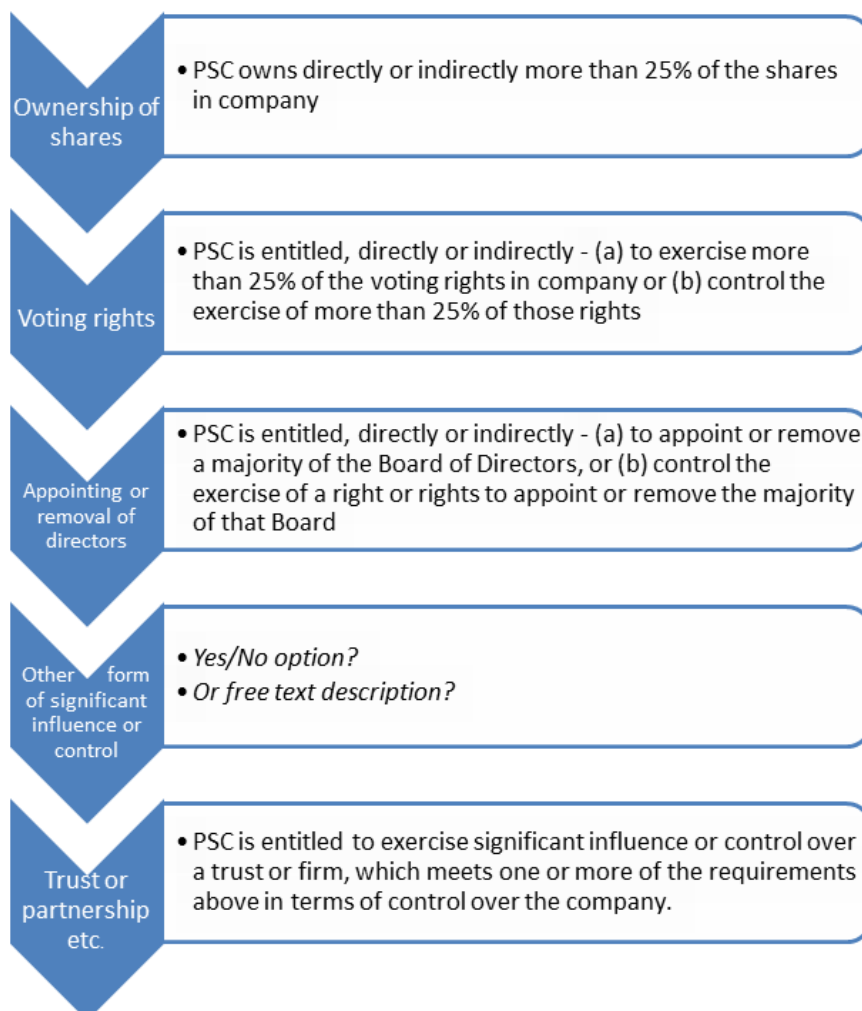 Ownership of
shares
• PSC owns directly or indirectly more than 25% of the shares
in company
Voting rights
• PSC is entitled, directly or indirectly - (a) to exercise more
than 25% of the voting rights in company or (b) control the
exercise of more than 25% of those rights
Appointing or
removal of
directors
• PSC is entitled, directly or indirectly - (a) to appoint or remove
a majority of the Board of Directors, or (b) control the
exercise of a right or rights to appoint or remove the majority
of that Board
Other form
of significant
influence or
control
• Yes/No option?
• Or free text description?
Trust or
partnership
etc.
• PSC is entitled to exercise significant influence or control over
a trust or firm, which meets one or more of the requirements
above in terms of control over the company.